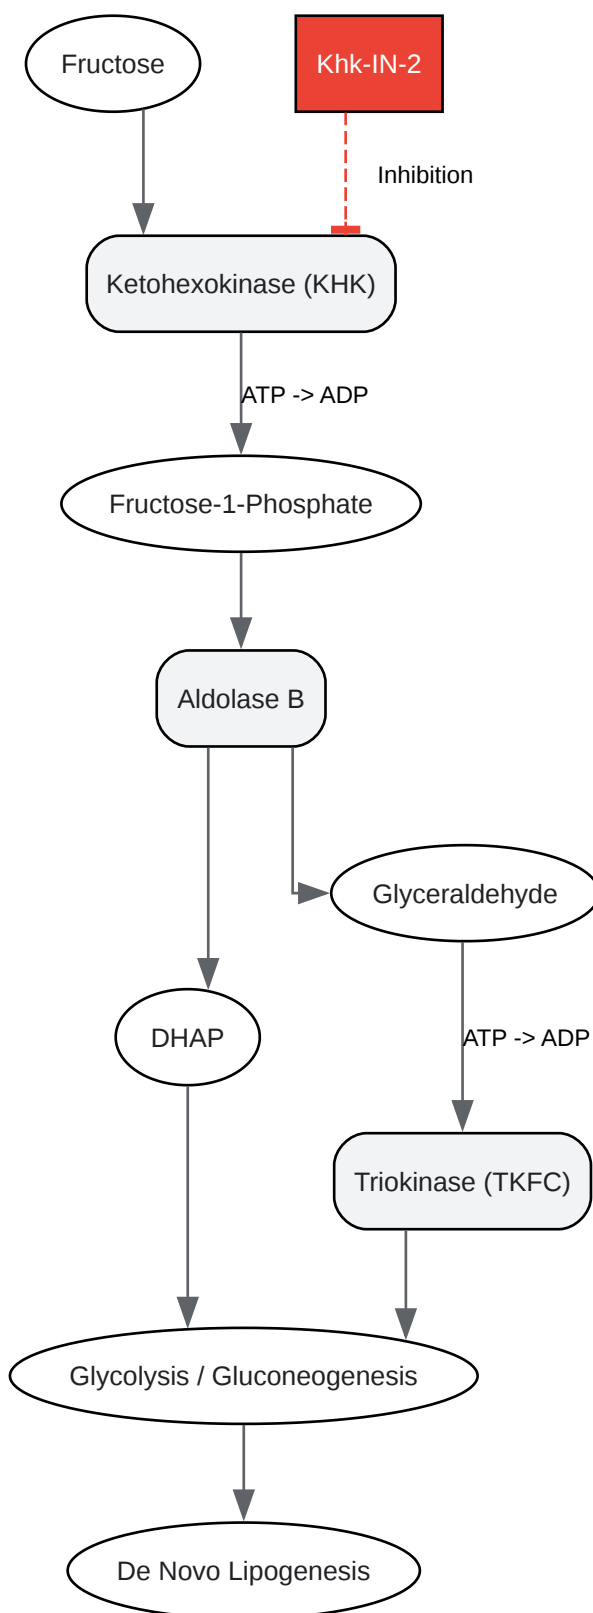 Fructose
Khk-IN-2
Inhibition
Ketohexokinase (KHK)
ATP -> ADP
Fructose-1-Phosphate
Aldolase B
Glyceraldehyde
DHAP
ATP -> ADP
Triokinase (TKFC)
Glycolysis / Gluconeogenesis
De Novo Lipogenesis